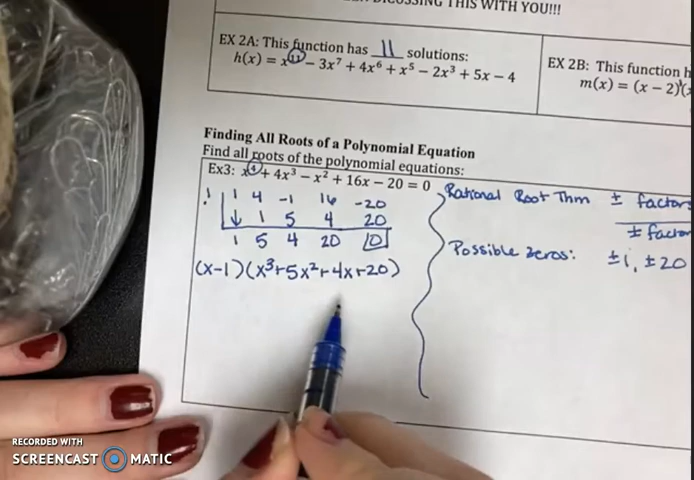 DICUSSING THIS WITH YOU!!!
EX 2A: This function has 11 solutions:
h(x) = x¹¹ − 3x⁷ + 4x⁶ + x⁵ − 2x³ + 5x − 4
EX 2B: This function h
m(x) = (x − 2)
Finding All Roots of a Polynomial Equation
Find all roots of the polynomial equations:
Ex3: x⁴ + 4x³ − x² + 16x − 20 = 0
1 1 4 -1 16 -20
↓ 1 5 4 20
1 5 4 20 0
(x-1)(x³+5x²+4x+20)
Rational Root Thm ± factors
± factor
Possible zeros: ±1, ±20
RECORDED WITH
SCREENCAST MATIC